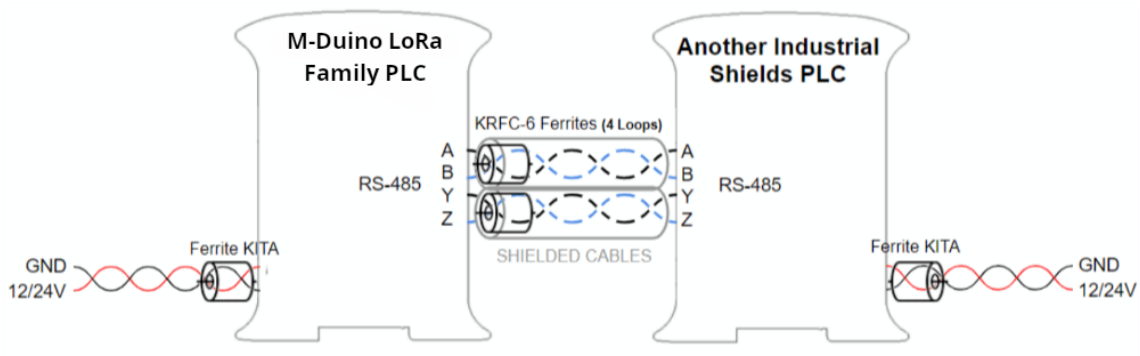 M-Duino LoRa
Family PLC
Another Industrial
Shields PLC
KRFC-6 Ferrites (4 Loops)
A
B
Y
Z
RS-485
A
B
Y
Z
RS-485
SHIELDED CABLES
Ferrite KITA
GND
12/24V
Ferrite KITA
GND
12/24V